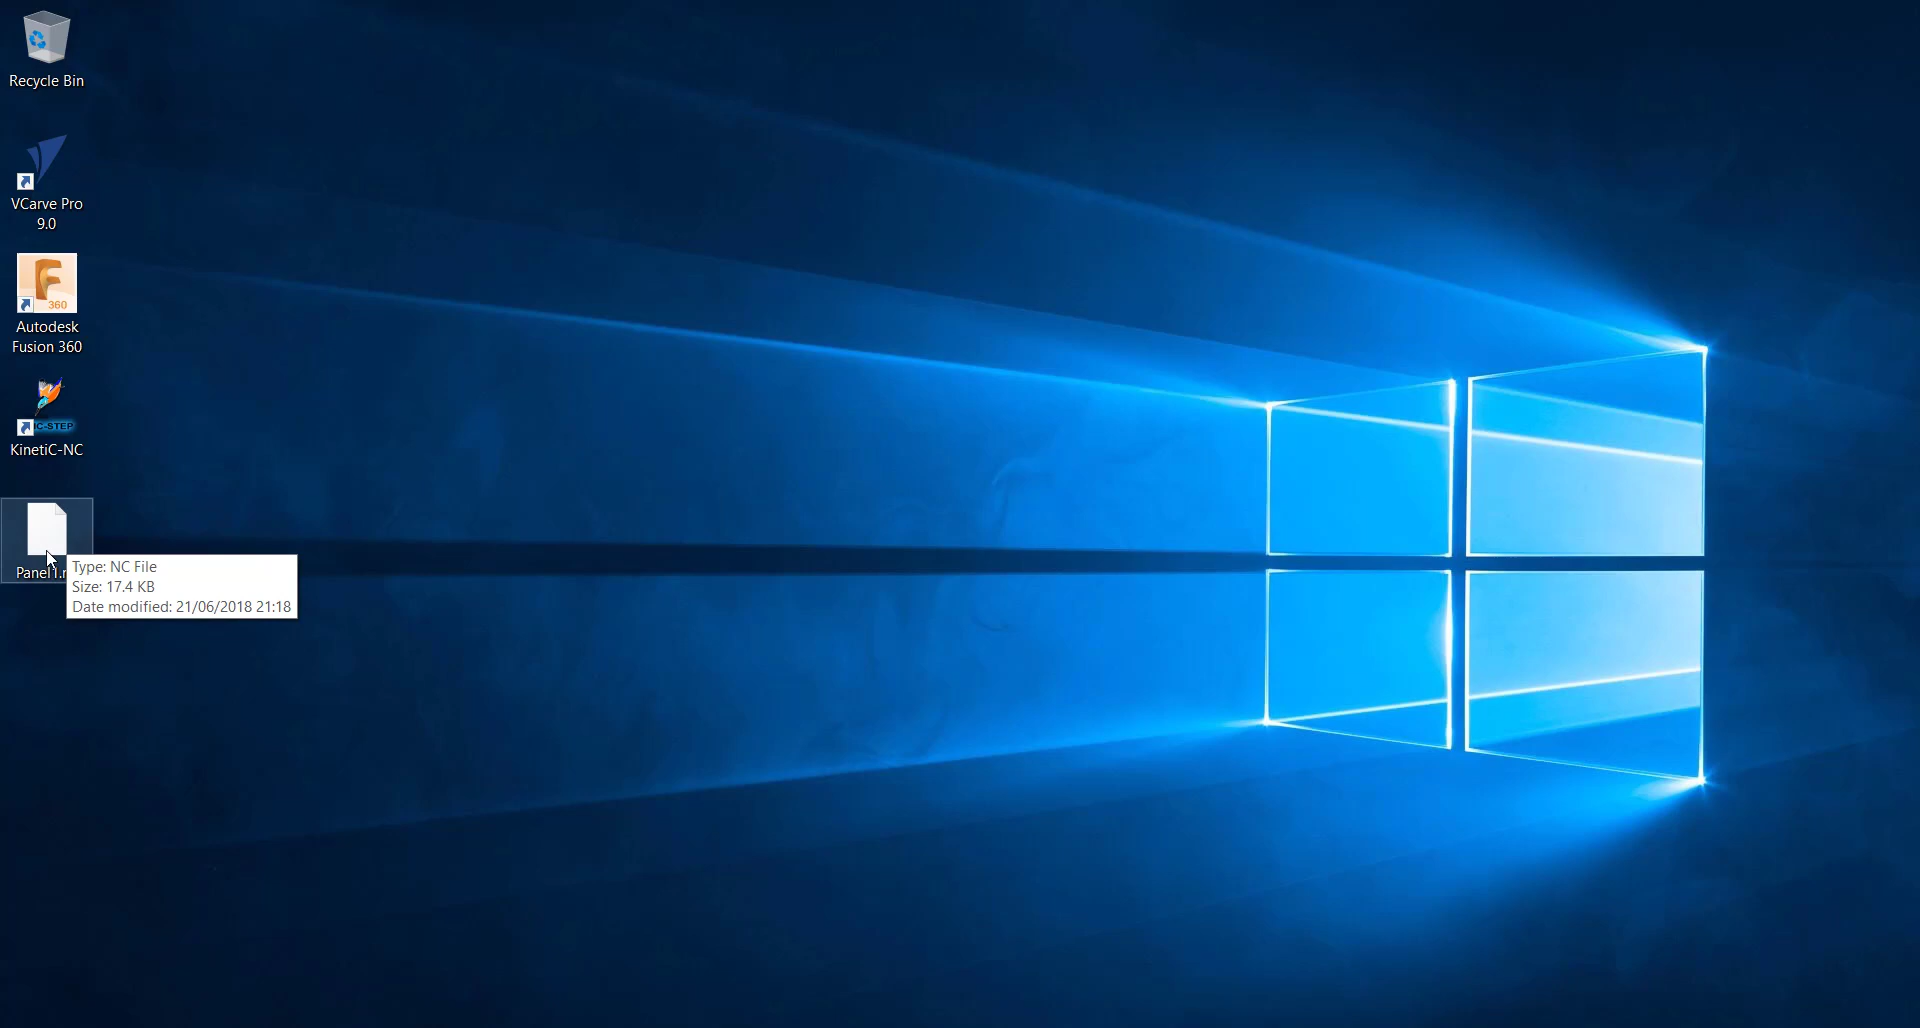 Recycle Bin
VCarve Pro
9.0
360
Autodesk
Fusion 360
C-STEP
KinetiC-NC
Panel1.n
Type: NC File
Size: 17.4 KB
Date modified: 21/06/2018 21:18